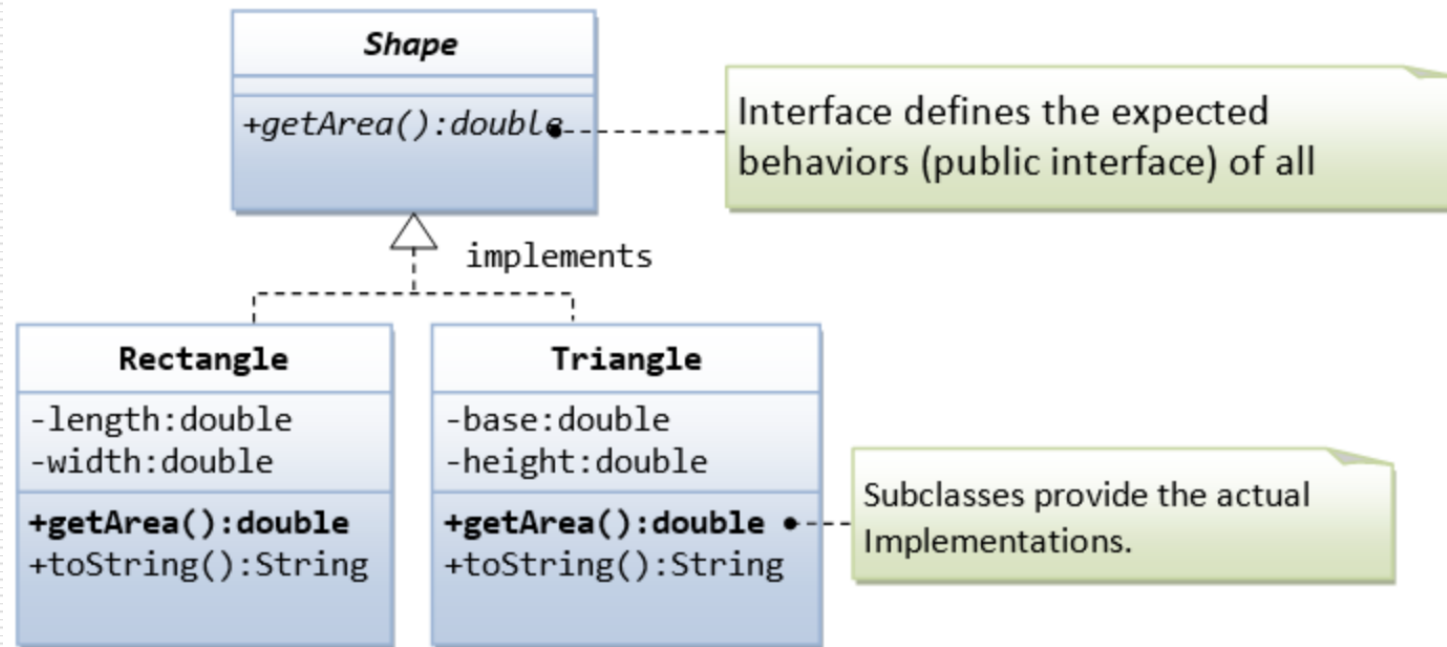 Shape
+getArea():double
Interface defines the expected
behaviors (public interface) of all
implements
Rectangle
-length:double
-width:double
+getArea():double
+toString():String
Triangle
-base:double
-height:double
+getArea():double
+toString():String
Subclasses provide the actual
Implementations.